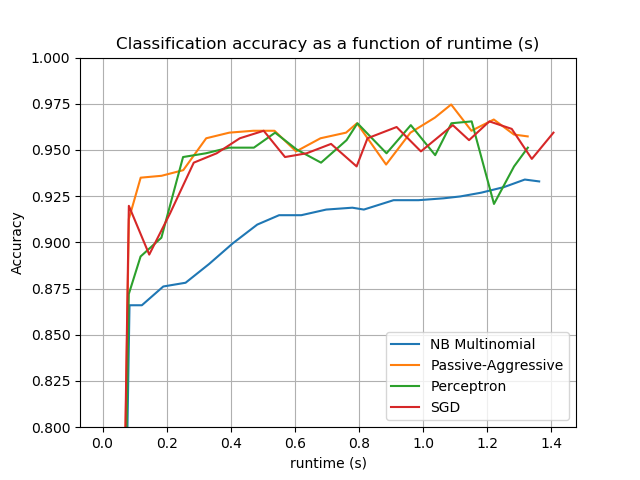 Classification accuracy as a function of runtime (s)
1.000
0.975
0.950
0.925
0.900
0.875
0.850
0.825
0.800
Accuracy
NB Multinomial
Passive-Aggressive
Perceptron
SGD
0.0 0.2 0.4 0.6 0.8 1.0 1.2 1.4
runtime (s)